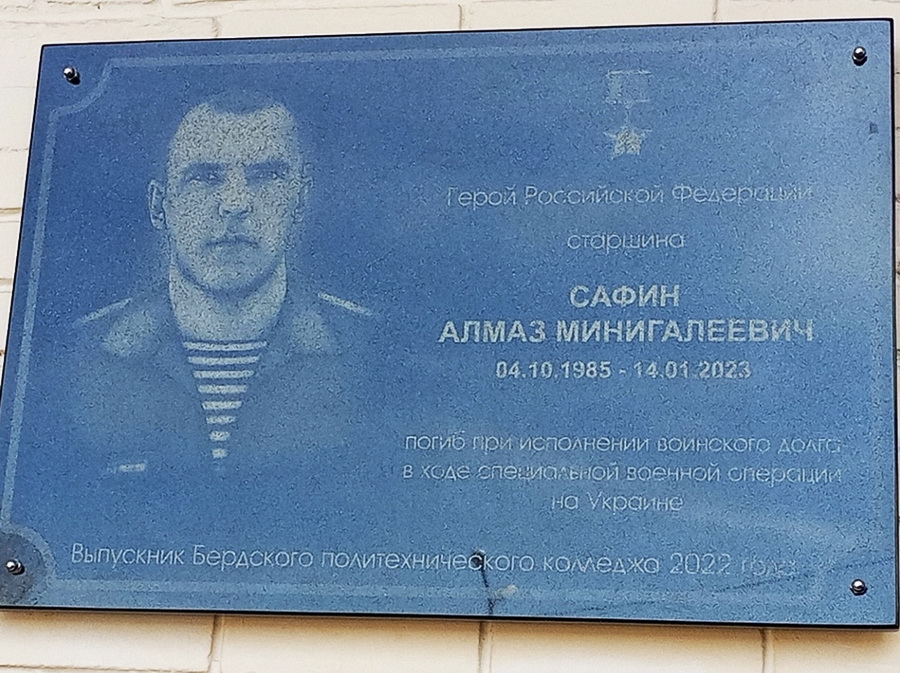 Герой Российской Федерации
старшина
САФИН
АЛМАЗ МИНИГАЛЕЕВИЧ
04.10.1985 - 14.01.2023
погиб при исполнении воинского долга
в ходе специальной военной операции
на Украине
Выпускник Бердского политехнического колледжа 2022 года